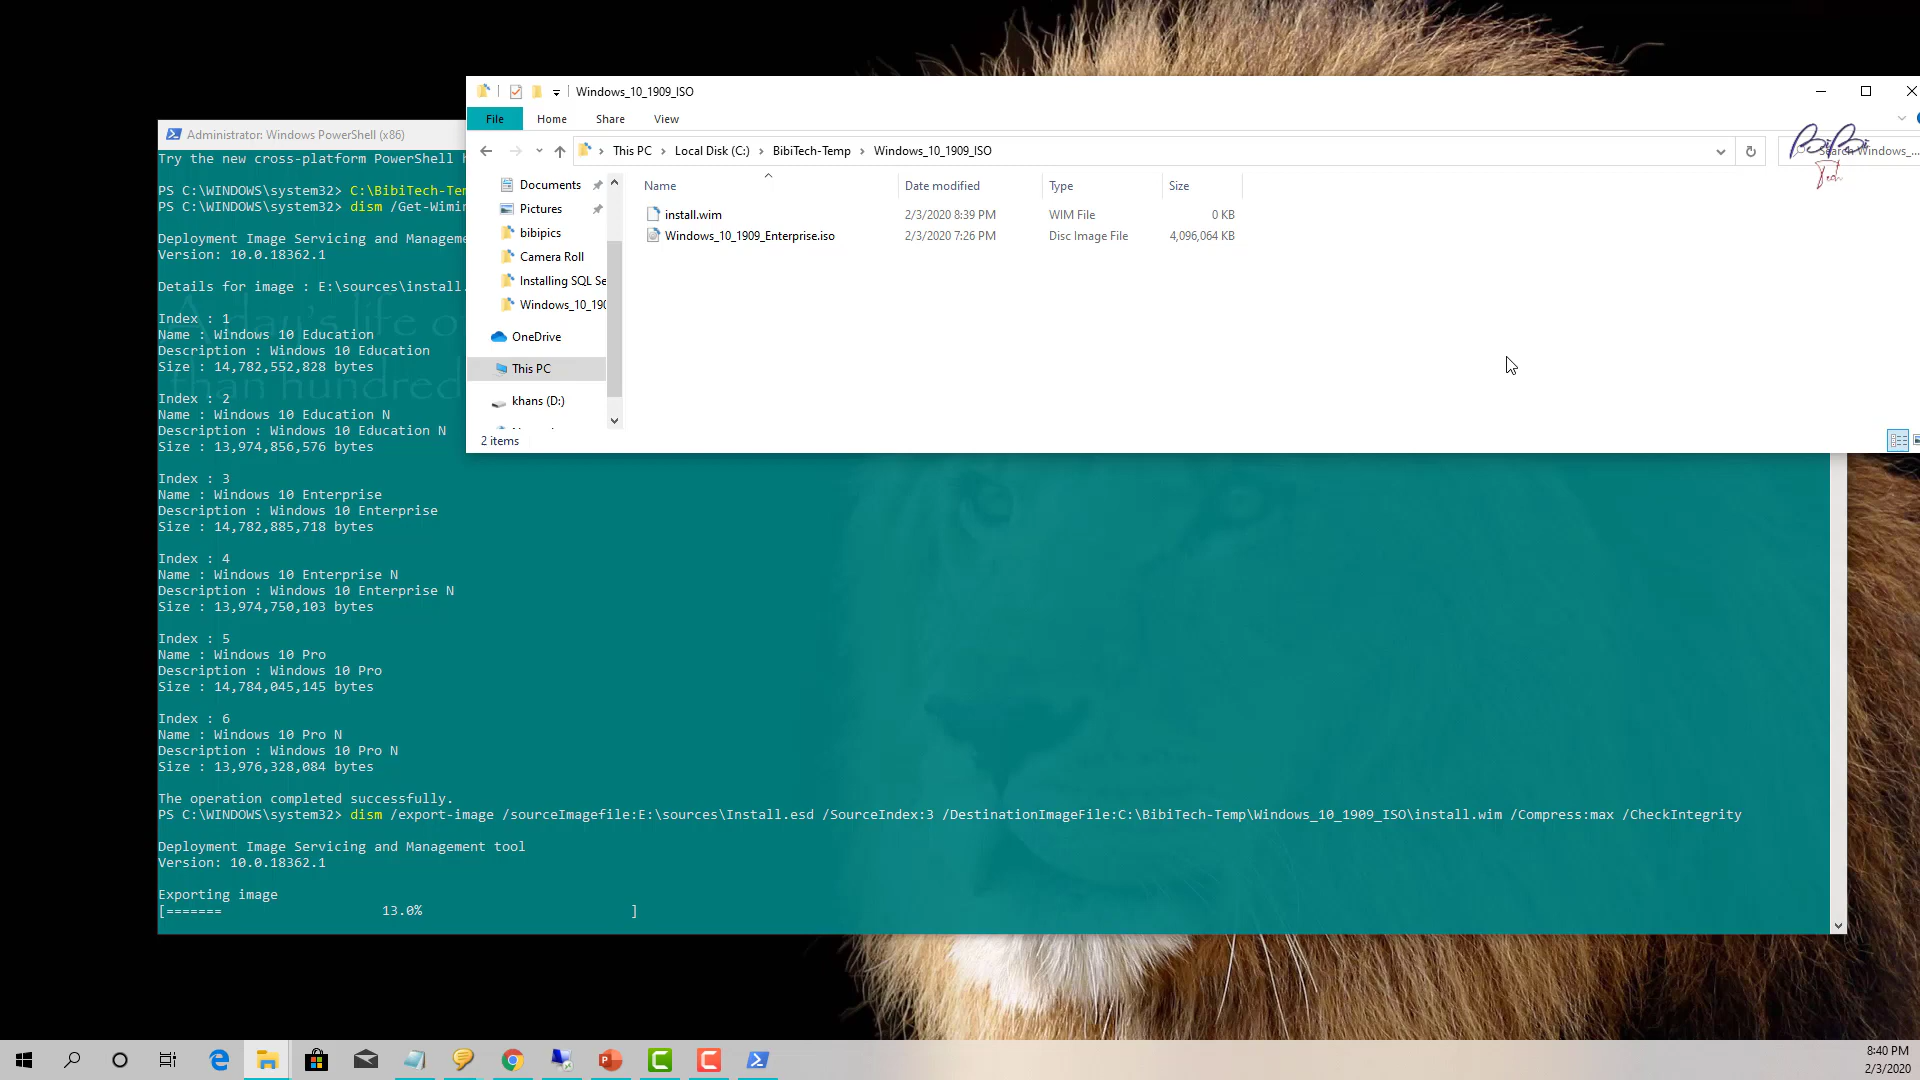 Windows_10_1909_ISO
File Home Share View
This PC > Local Disk (C:) > BibiTech-Temp > Windows_10_1909_ISO
Search Windows_...
BiBi
Tech
Documents
Pictures
bibipics
Camera Roll
Installing SQL Se
Windows_10_190
OneDrive
This PC
khans (D:)
Name Date modified Type Size
install.wim 2/3/2020 8:39 PM WIM File 0 KB
Windows_10_1909_Enterprise.iso 2/3/2020 7:26 PM Disc Image File 4,096,064 KB
2 items
Administrator: Windows PowerShell (x86)
Try the new cross-platform PowerShell
PS C:\WINDOWS\system32> C:\BibiTech-Tem
PS C:\WINDOWS\system32> dism /Get-Wimin
Deployment Image Servicing and Manageme
Version: 10.0.18362.1
Details for image : E:\sources\install.
Index : 1
Name : Windows 10 Education
Description : Windows 10 Education
Size : 14,782,552,828 bytes
A day's life o
than hundred
Index : 2
Name : Windows 10 Education N
Description : Windows 10 Education N
Size : 13,974,856,576 bytes
Index : 3
Name : Windows 10 Enterprise
Description : Windows 10 Enterprise
Size : 14,782,885,718 bytes
Index : 4
Name : Windows 10 Enterprise N
Description : Windows 10 Enterprise N
Size : 13,974,750,103 bytes
Index : 5
Name : Windows 10 Pro
Description : Windows 10 Pro
Size : 14,784,045,145 bytes
Index : 6
Name : Windows 10 Pro N
Description : Windows 10 Pro N
Size : 13,976,328,084 bytes
The operation completed successfully.
PS C:\WINDOWS\system32> dism /export-image /sourceImagefile:E:\sources\Install.esd /SourceIndex:3 /DestinationImageFile:C:\BibiTech-Temp\Windows_10_1909_ISO\install.wim /Compress:max /CheckIntegrity
Deployment Image Servicing and Management tool
Version: 10.0.18362.1
Exporting image
[======= 13.0% ]
8:40 PM
2/3/2020